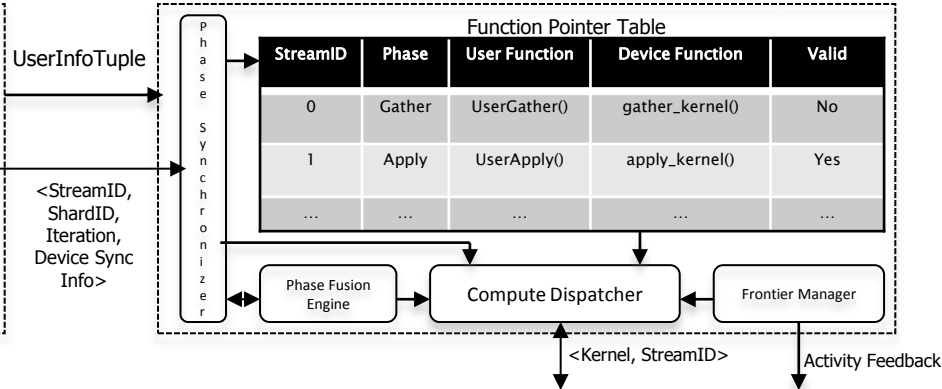 Function Pointer Table
UserInfoTuple
Phase Synchronizer
StreamID Phase User Function Device Function Valid
0 Gather UserGather() gather_kernel() No
1 Apply UserApply() apply_kernel() Yes
... ... ... ... ...
<StreamID,
ShardID,
Iteration,
Device Sync
Info>
Phase Fusion
Engine
Compute Dispatcher
Frontier Manager
<Kernel, StreamID>
Activity Feedback